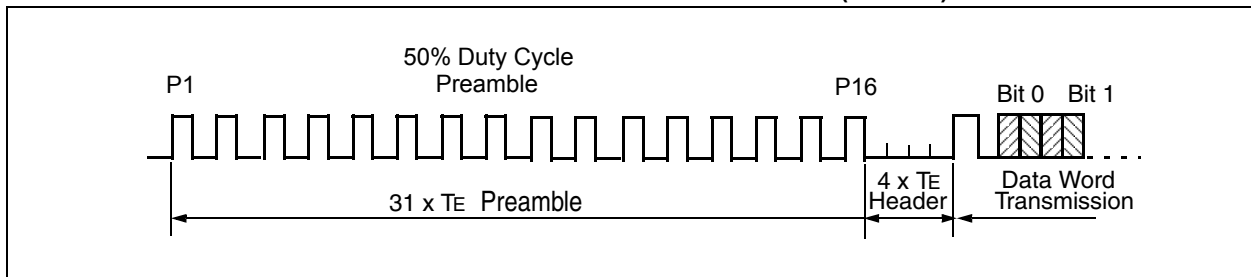 50% Duty Cycle
Preamble
P1
P16
Bit 0
Bit 1
31 x TE Preamble
4 x TE
Header
Data Word
Transmission